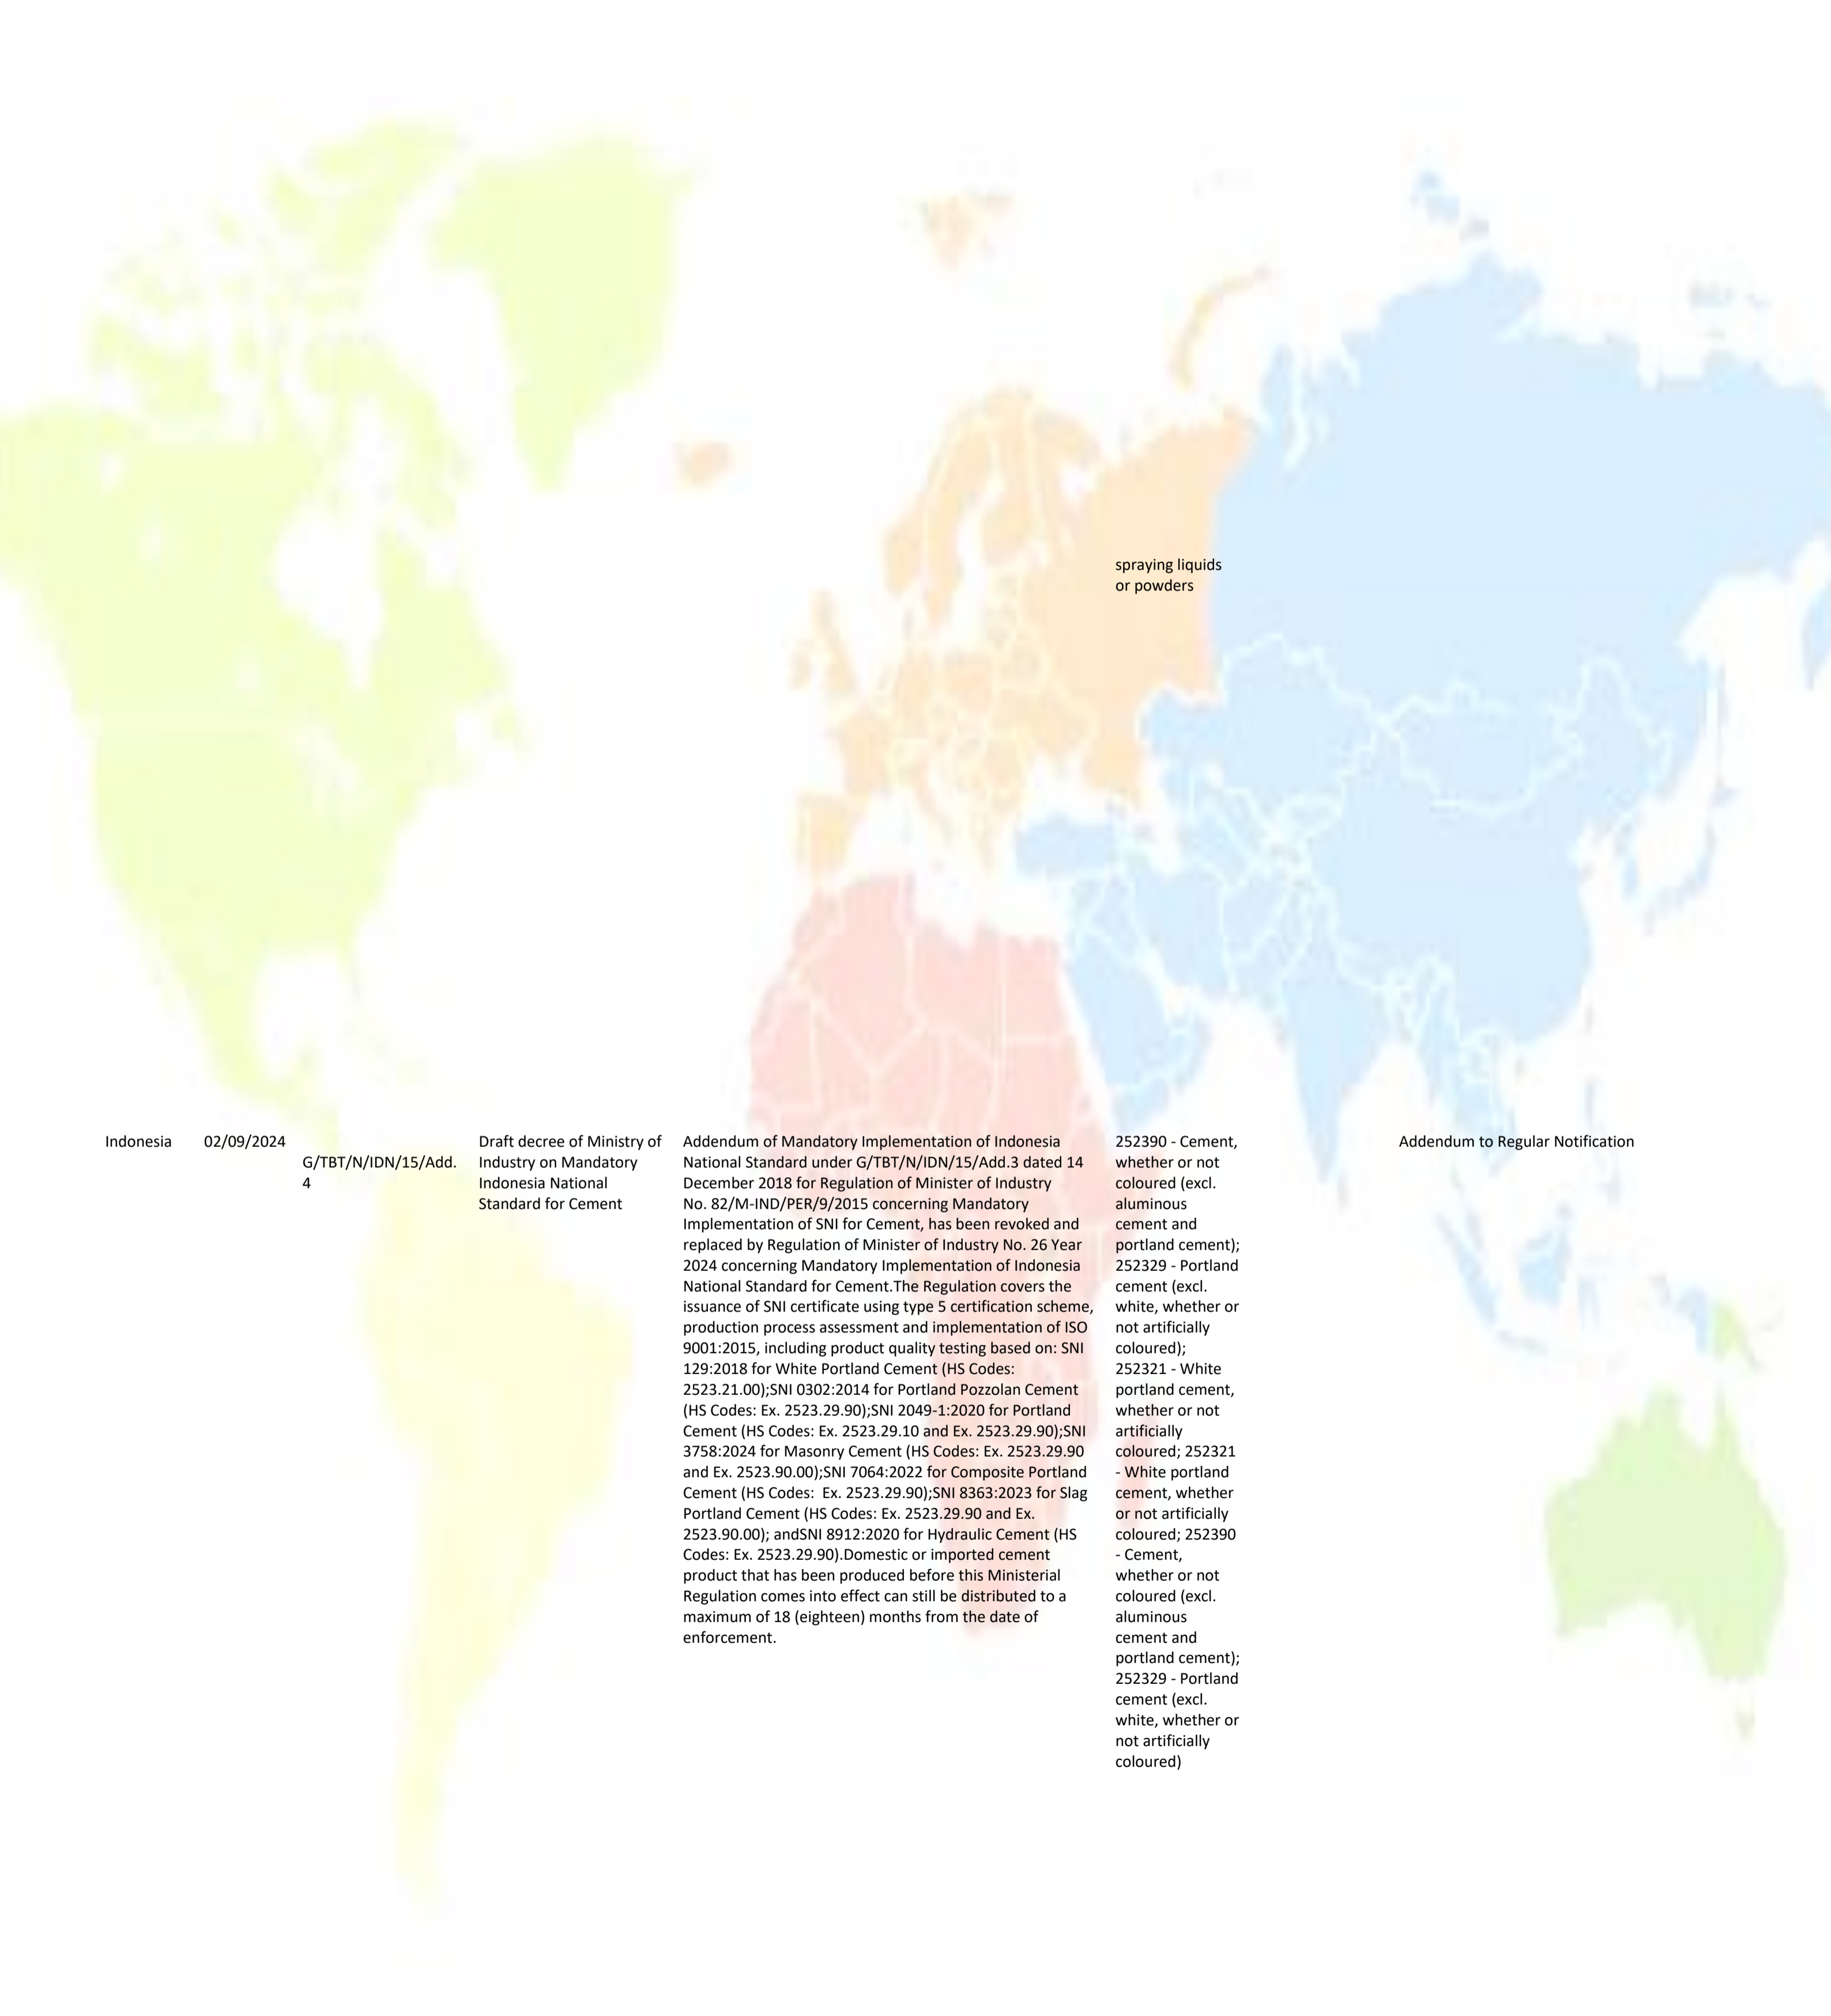 spraying liquids
or powders
Indonesia
02/09/2024
G/TBT/N/IDN/15/Add.
4
Draft decree of Ministry of
Industry on Mandatory
Indonesia National
Standard for Cement
Addendum of Mandatory Implementation of Indonesia
National Standard under G/TBT/N/IDN/15/Add.3 dated 14
December 2018 for Regulation of Minister of Industry
No. 82/M-IND/PER/9/2015 concerning Mandatory
Implementation of SNI for Cement, has been revoked and
replaced by Regulation of Minister of Industry No. 26 Year
2024 concerning Mandatory Implementation of Indonesia
National Standard for Cement.The Regulation covers the
issuance of SNI certificate using type 5 certification scheme,
production process assessment and implementation of ISO
9001:2015, including product quality testing based on: SNI
129:2018 for White Portland Cement (HS Codes:
2523.21.00);SNI 0302:2014 for Portland Pozzolan Cement
(HS Codes: Ex. 2523.29.90);SNI 2049-1:2020 for Portland
Cement (HS Codes: Ex. 2523.29.10 and Ex. 2523.29.90);SNI
3758:2024 for Masonry Cement (HS Codes: Ex. 2523.29.90
and Ex. 2523.90.00);SNI 7064:2022 for Composite Portland
Cement (HS Codes:  Ex. 2523.29.90);SNI 8363:2023 for Slag
Portland Cement (HS Codes: Ex. 2523.29.90 and Ex.
2523.90.00); andSNI 8912:2020 for Hydraulic Cement (HS
Codes: Ex. 2523.29.90).Domestic or imported cement
product that has been produced before this Ministerial
Regulation comes into effect can still be distributed to a
maximum of 18 (eighteen) months from the date of
enforcement.
252390 - Cement,
whether or not
coloured (excl.
aluminous
cement and
portland cement);
252329 - Portland
cement (excl.
white, whether or
not artificially
coloured);
252321 - White
portland cement,
whether or not
artificially
coloured; 252321
- White portland
cement, whether
or not artificially
coloured; 252390
- Cement,
whether or not
coloured (excl.
aluminous
cement and
portland cement);
252329 - Portland
cement (excl.
white, whether or
not artificially
coloured)
Addendum to Regular Notification